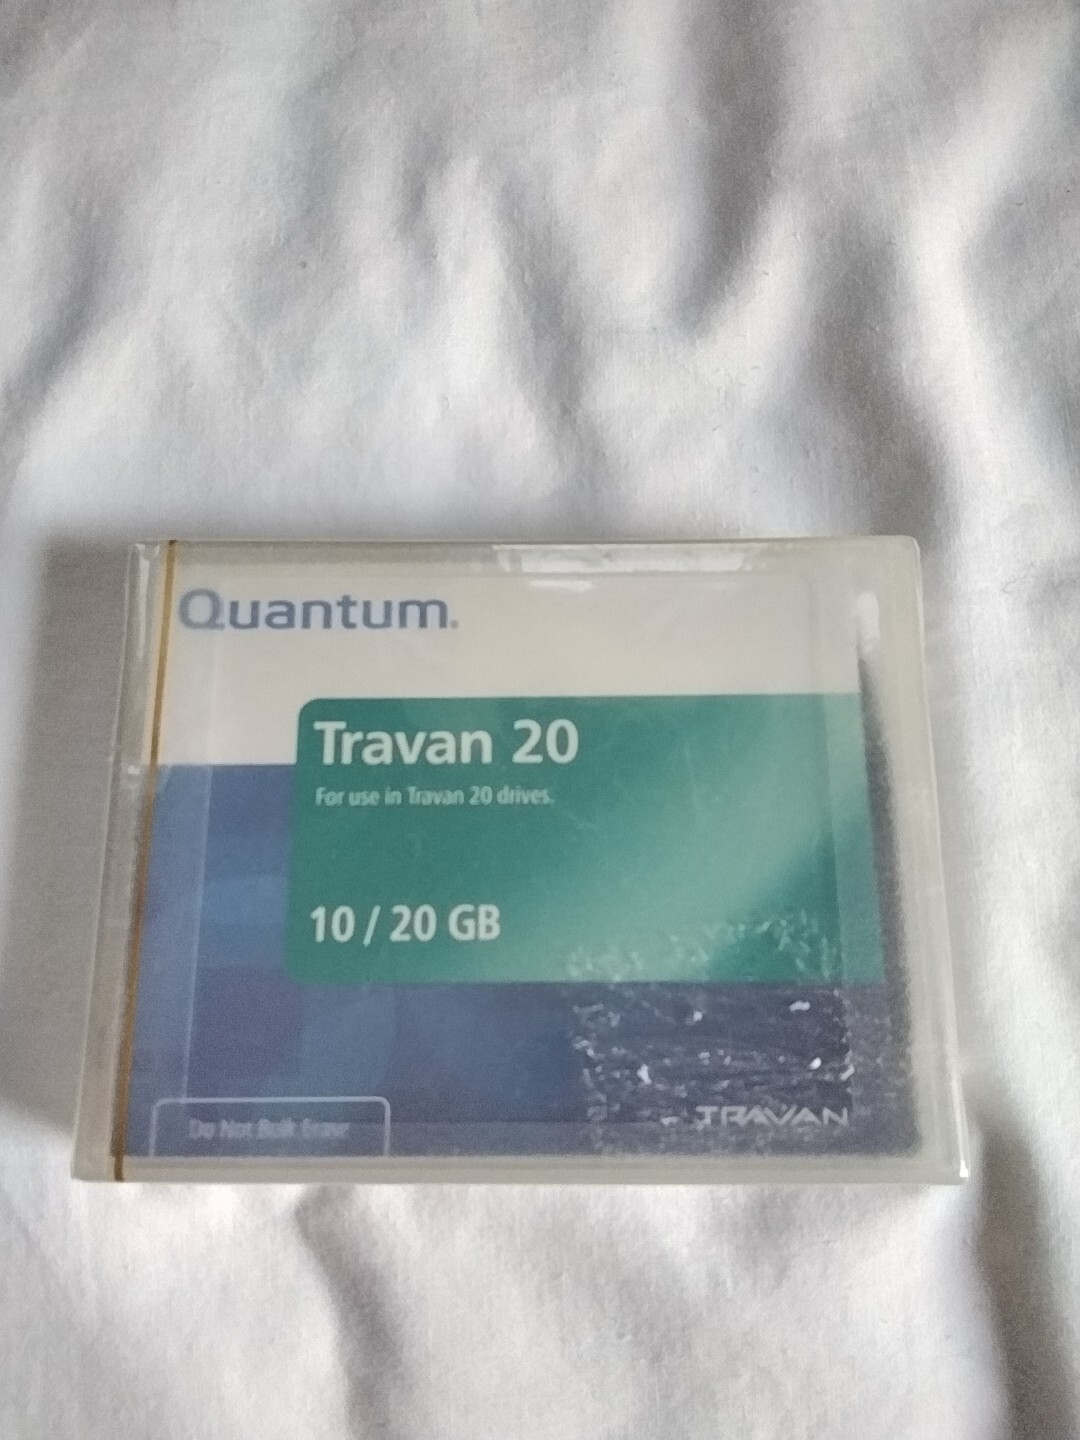 Quantum.
Travan 20
For use in Travan 20 drives.
10 / 20 GB
Do Not Bulk Erase
TRAVAN